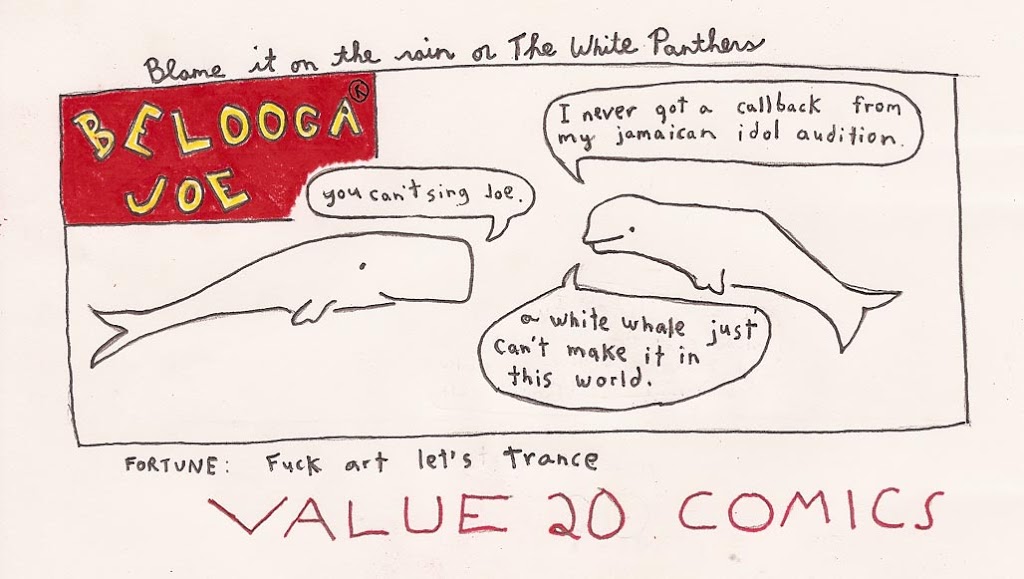 Blame it on the rain or The White Panthers
BELOOGA
JOE
®
I never got a callback from
my jamaican idol audition.
you can't sing Joe.
a white whale just
can't make it in
this world.
FORTUNE: Fuck art let's Trance
VALUE 20 COMICS